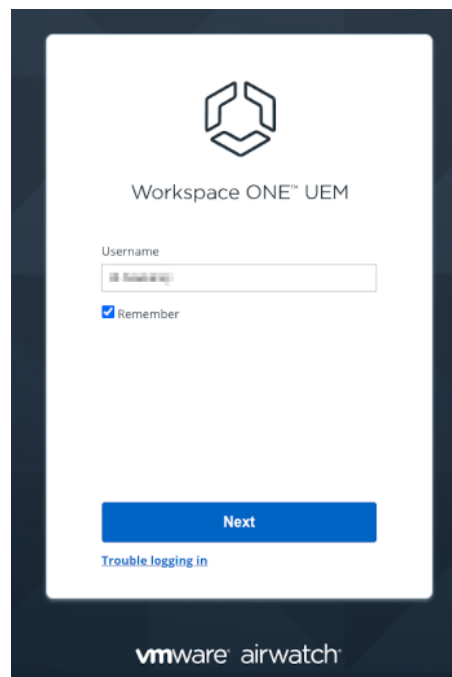 Workspace ONE™ UEM
Username
Remember
Next
Trouble logging in
vmware® airwatch®